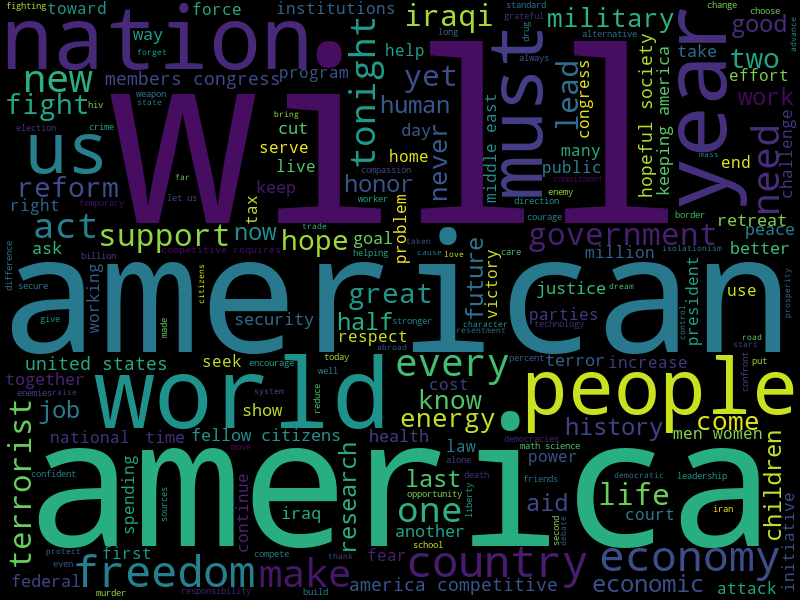 fighting
toward
force
institutions
iraqi
military
standard
drug
change
choose
grateful
good
nation
way
forget
help
long
always
alternative
advance
new
members congress
program
tonight
yet
must
lead
congress
year
take
two
effort
fight
hiv
weapon
state
human
work
us
crime
cut
bring
Will
day
never
middle east
many
public
hopeful society
keeping america
need
mass
end
challenge
election
serve
live
home
compassion
enemy
commitment
reform
far
keep
honor
worker
direction
right
temporary
let us
tax
courage
border
retreat
peace
act
support
now
hope
goal
trade
problem
taken
government
isolationism
better
ask
competitive requires
helping
cause
love
care
million
difference
billion
american
future
victory
justice
dream
president
control
use
prosperity
secure
working
citizens
great
character
parties
technology
give
made
security
half
stronger
resentment
road
start
respect
united states
seek
encourage
today
abroad
every
percent
terror
increase
put
confront
together
enemies
raise
world
system
well
reduce
cost
know
people
job
show
energy
come
terrorist
national
time
fellow citizens
health
law
democracies
math science
history
men women
children
move
alone
power
confident
spending
sources
america
research
last
death
opportunity
liberty
friends
democratic
leadership
life
continue
iraq
one
another
aid
court
iran
second
debate
initiative
protect
first
even
freedom
compete
thank
fear
school
country
economy
federal
murder
responsibility
make
build
america competitive
economic
attack